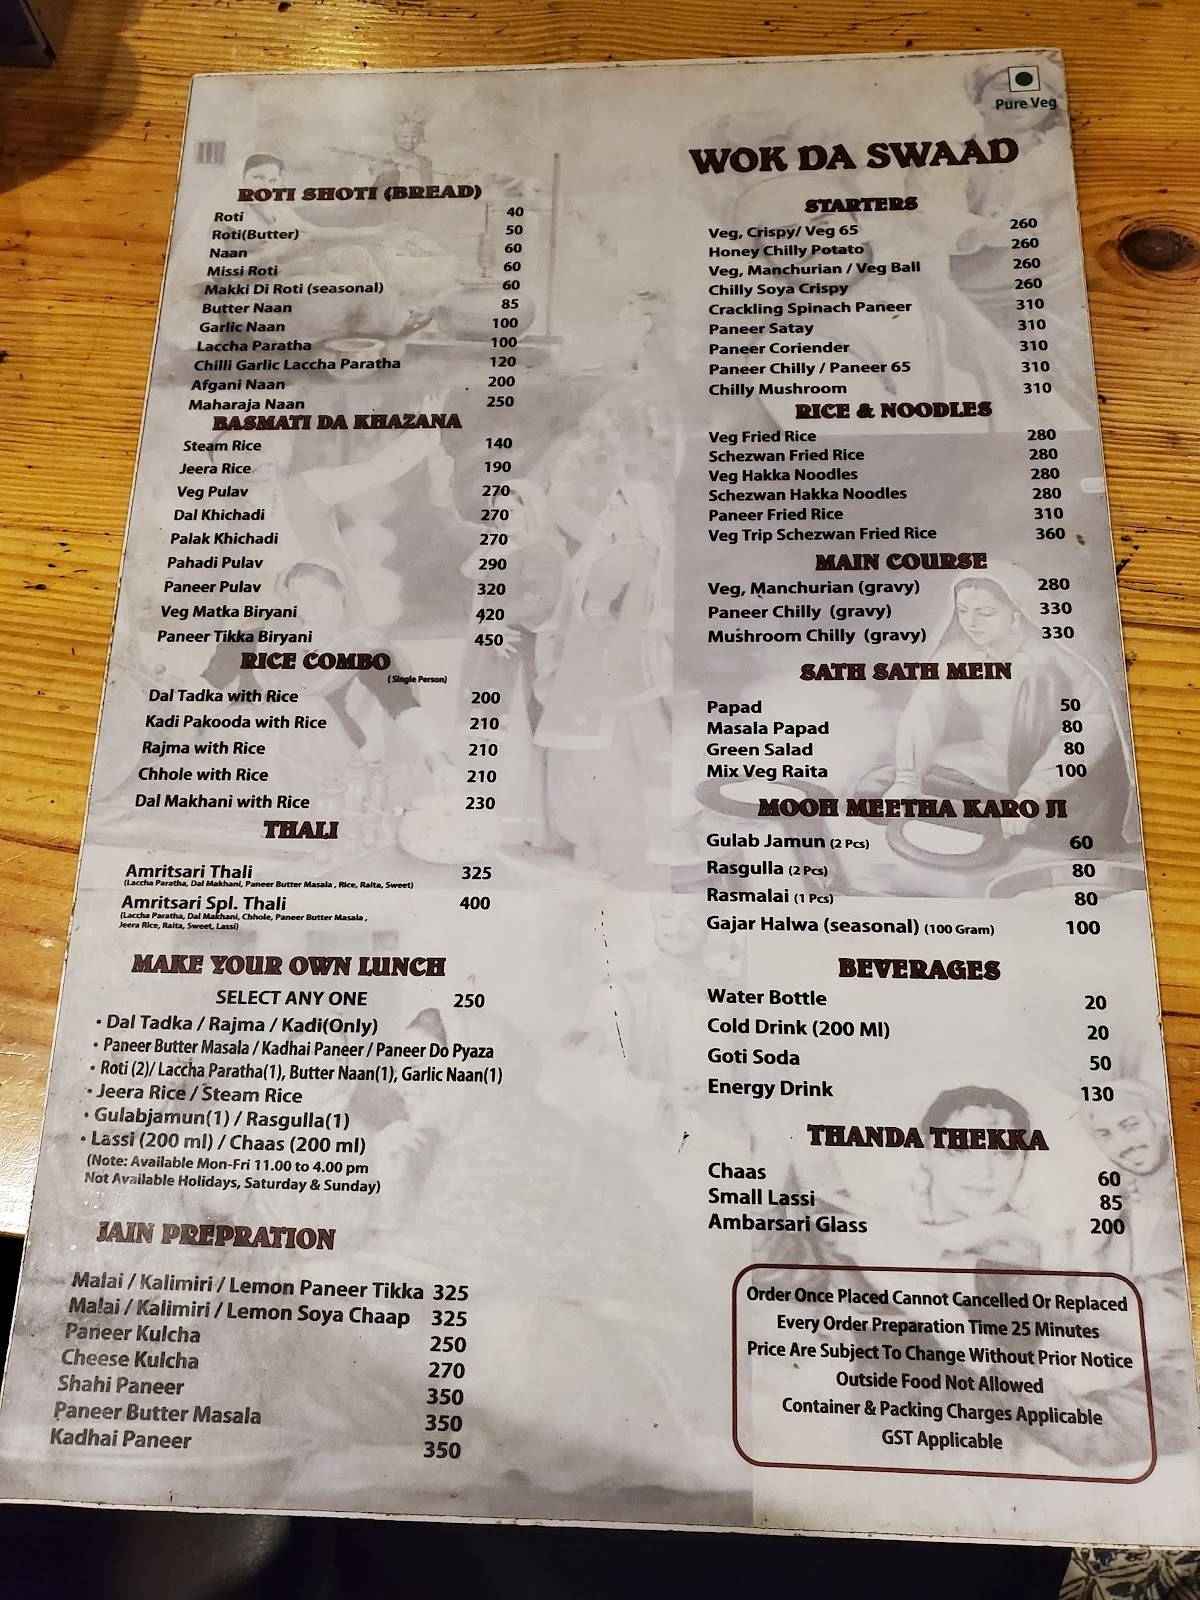 Pure Veg
ROTI SHOTI (BREAD)
Roti 40
Roti(Butter) 50
Naan 60
Missi Roti 60
Makki Di Roti (seasonal) 60
Butter Naan 85
Garlic Naan 100
Laccha Paratha 100
Chilli Garlic Laccha Paratha 120
Afgani Naan 200
Maharaja Naan 250
BASMATI DA KHAZANA
Steam Rice 140
Jeera Rice 190
Veg Pulav 270
Dal Khichadi 270
Palak Khichadi 270
Pahadi Pulav 290
Paneer Pulav 320
Veg Matka Biryani 420
Paneer Tikka Biryani 450
RICE COMBO
(Single Person)
Dal Tadka with Rice 200
Kadi Pakooda with Rice 210
Rajma with Rice 210
Chhole with Rice 210
Dal Makhani with Rice 230
THALI
Amritsari Thali 325
(Laccha Paratha, Dal Makhani, Paneer Butter Masala , Rice, Raita, Sweet)
Amritsari Spl. Thali 400
(Laccha Paratha, Dal Makhani, Chhole, Paneer Butter Masala ,
Jeera Rice, Raita, Sweet, Lassi)
MAKE YOUR OWN LUNCH
SELECT ANY ONE 250
• Dal Tadka / Rajma / Kadi(Only)
• Paneer Butter Masala / Kadhai Paneer / Paneer Do Pyaza
• Roti (2)/ Laccha Paratha(1), Butter Naan(1), Garlic Naan(1)
• Jeera Rice / Steam Rice
• Gulabjamun(1) / Rasgulla(1)
• Lassi (200 ml) / Chaas (200 ml)
(Note: Available Mon-Fri 11.00 to 4.00 pm
Not Available Holidays, Saturday & Sunday)
JAIN PREPRATION
Malai / Kalimiri / Lemon Paneer Tikka 325
Malai / Kalimiri / Lemon Soya Chaap 325
Paneer Kulcha 250
Cheese Kulcha 270
Shahi Paneer 350
Paneer Butter Masala 350
Kadhai Paneer 350
WOK DA SWAAD
STARTERS
Veg, Crispy/ Veg 65 260
Honey Chilly Potato 260
Veg, Manchurian / Veg Ball 260
Chilly Soya Crispy 260
Crackling Spinach Paneer 310
Paneer Satay 310
Paneer Coriender 310
Paneer Chilly / Paneer 65 310
Chilly Mushroom 310
RICE & NOODLES
Veg Fried Rice 280
Schezwan Fried Rice 280
Veg Hakka Noodles 280
Schezwan Hakka Noodles 280
Paneer Fried Rice 310
Veg Trip Schezwan Fried Rice 360
MAIN COURSE
Veg, Manchurian (gravy) 280
Paneer Chilly (gravy) 330
Mushroom Chilly (gravy) 330
SATH SATH MEIN
Papad 50
Masala Papad 80
Green Salad 80
Mix Veg Raita 100
MOOH MEETHA KARO JI
Gulab Jamun (2 Pcs) 60
Rasgulla (2 Pcs) 80
Rasmalai (1 Pcs) 80
Gajar Halwa (seasonal) (100 Gram) 100
BEVERAGES
Water Bottle 20
Cold Drink (200 Ml) 20
Goti Soda 50
Energy Drink 130
THANDA THEKKA
Chaas 60
Small Lassi 85
Ambarsari Glass 200
Order Once Placed Cannot Cancelled Or Replaced
Every Order Preparation Time 25 Minutes
Price Are Subject To Change Without Prior Notice
Outside Food Not Allowed
Container & Packing Charges Applicable
GST Applicable